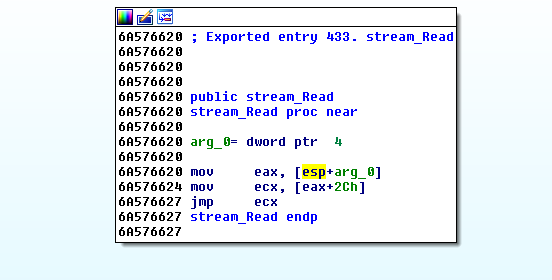 6A576620 ; Exported entry 433. stream_Read
6A576620
6A576620
6A576620
6A576620 public stream_Read
6A576620 stream_Read proc near
6A576620
6A576620 arg_0= dword ptr  4
6A576620
6A576620 mov     eax, [esp+arg_0]
6A576624 mov     ecx, [eax+2Ch]
6A576627 jmp     ecx
6A576627 stream_Read endp
6A576627